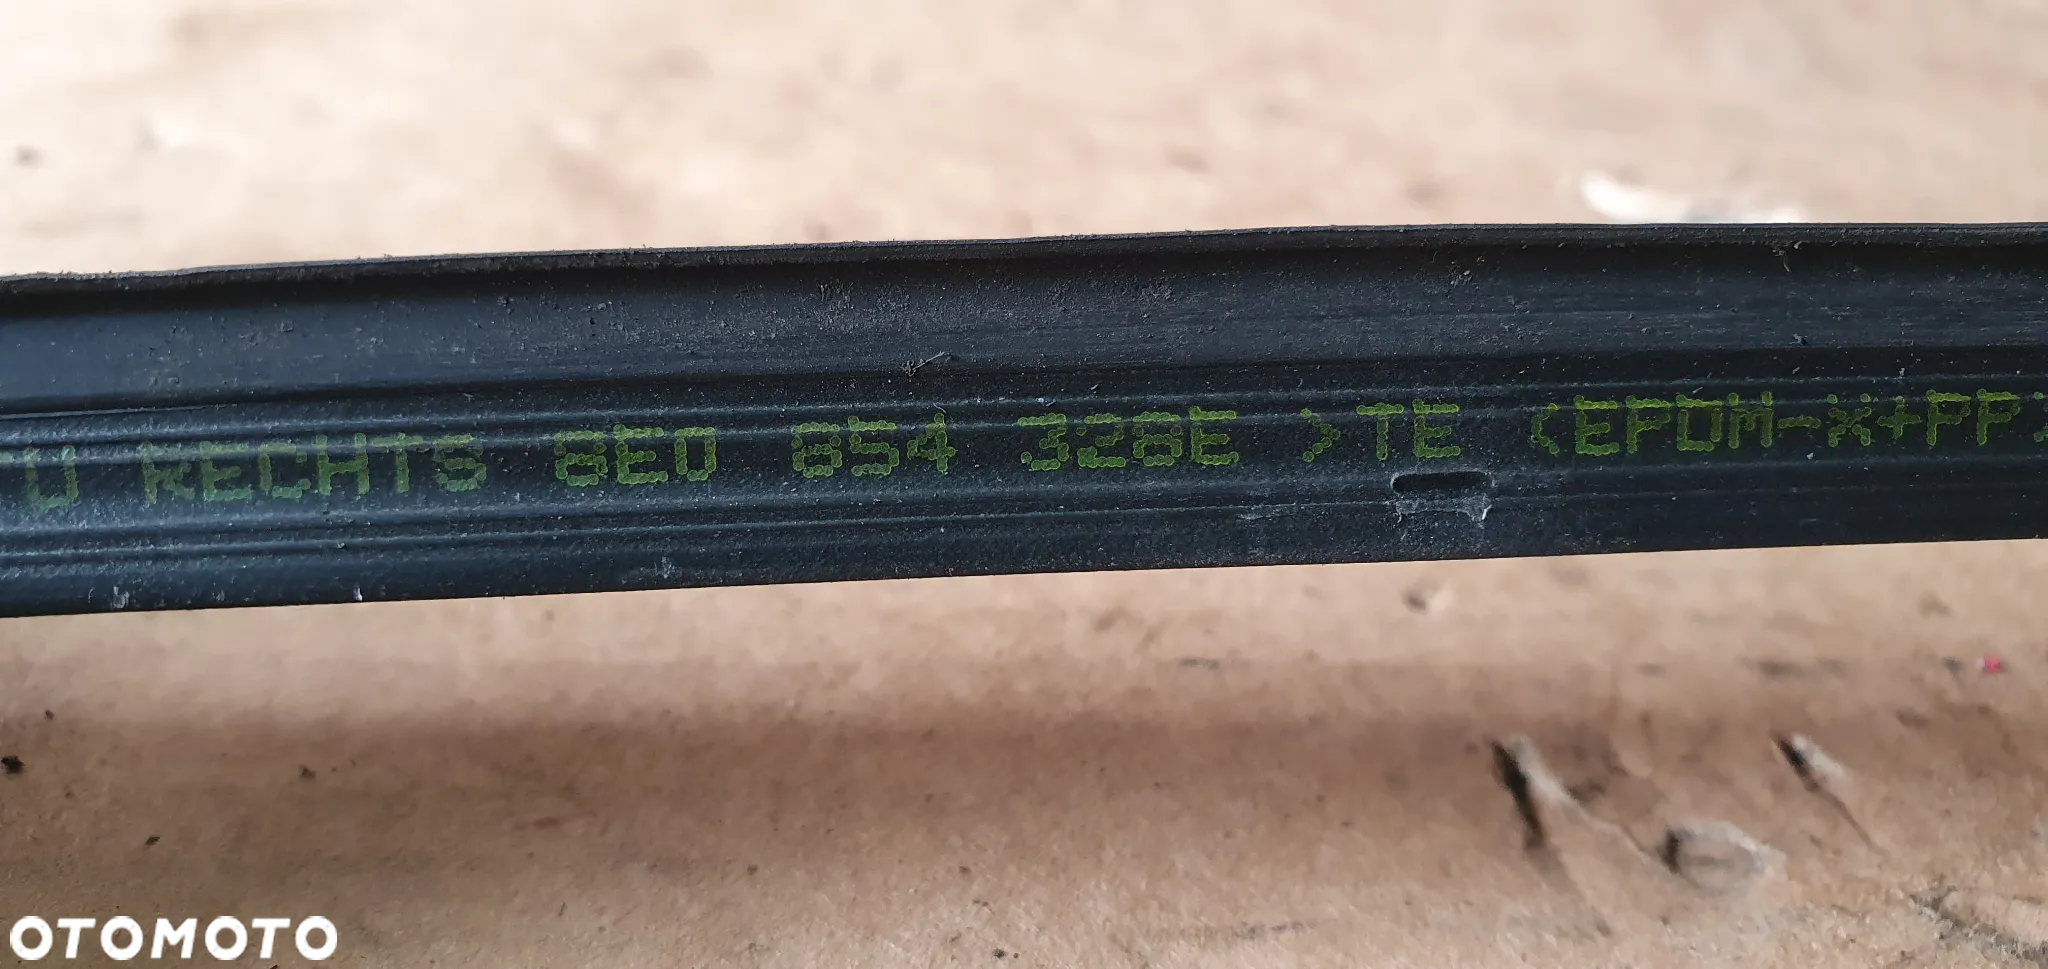 U RECHTS 8E0 854 328E >TE (EPDM-X+PP)
OTOMOTO